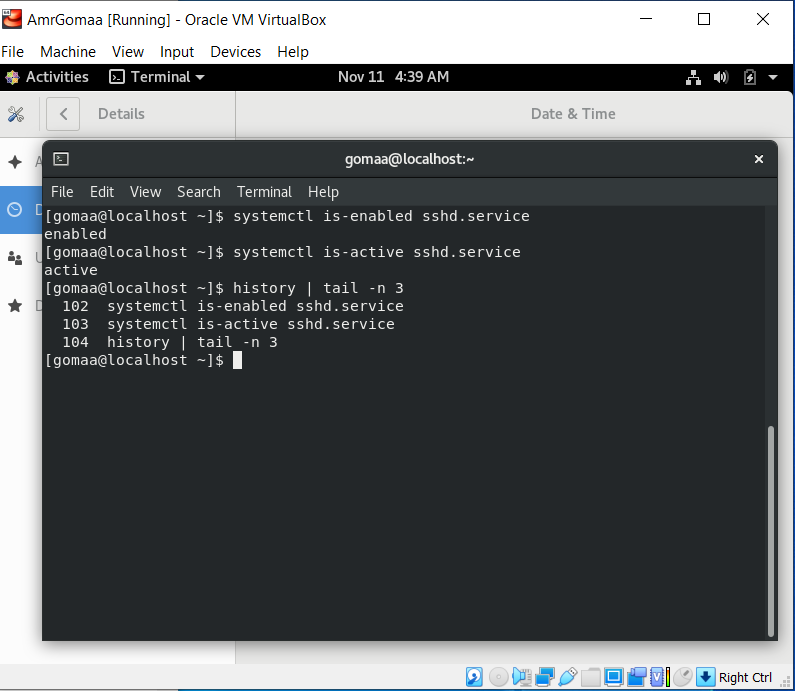 AmrGomaa [Running] - Oracle VM VirtualBox
File Machine View Input Devices Help
Activities Terminal Nov 11 4:39 AM
Details Date & Time
gomaa@localhost:~
File Edit View Search Terminal Help
[gomaa@localhost ~]$ systemctl is-enabled sshd.service
enabled
[gomaa@localhost ~]$ systemctl is-active sshd.service
active
[gomaa@localhost ~]$ history | tail -n 3
102 systemctl is-enabled sshd.service
103 systemctl is-active sshd.service
104 history | tail -n 3
[gomaa@localhost ~]$
Right Ctrl